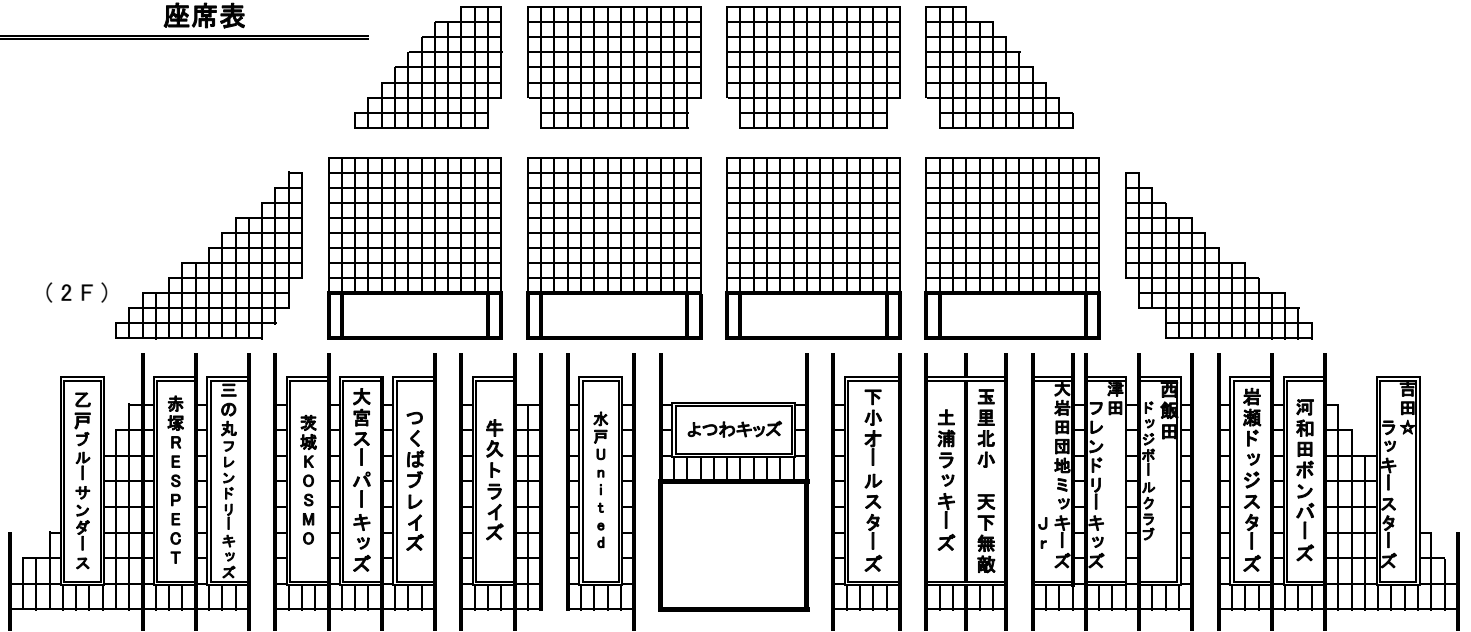 座席表
(2F)
乙戸ブルーサンダース
赤塚RESPECT
三の丸フレンドリーキッズ
茨城KOSMO
大宮スーパーキッズ
つくばブレイズ
牛久トライズ
水戸United
よつわキッズ
下小オールスターズ
土浦ラッキーズ
玉里北小 天下無敵
大岩田団地ミッキーズ
Jr
津田
フレンドリーキッズ
西飯田
ドッジボールクラブ
岩瀬ドッジスターズ
河和田ボンバーズ
吉田☆
ラッキースターズ